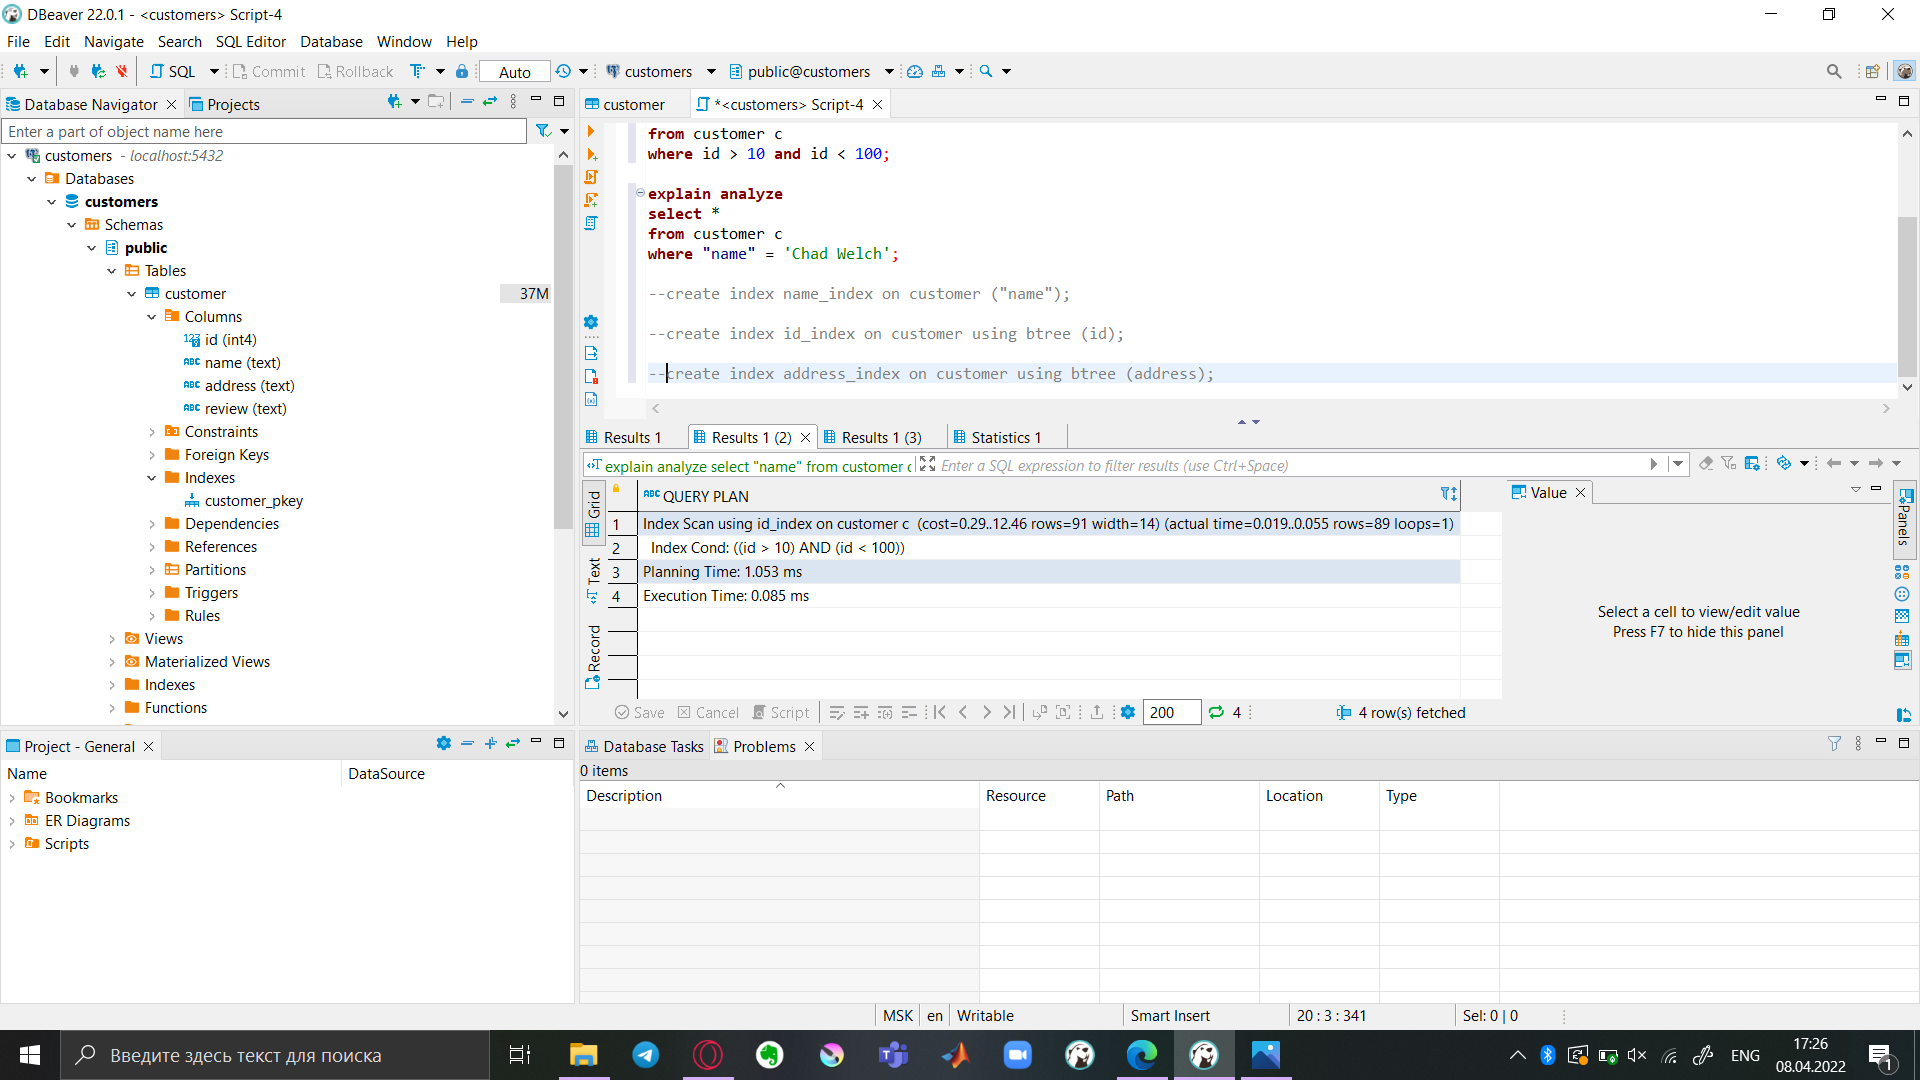 DBeaver 22.0.1 - <customers> Script-4
File Edit Navigate Search SQL Editor Database Window Help
SQL Commit Rollback Auto customers public@customers
Database Navigator Projects
Enter a part of object name here
customers - localhost:5432
Databases
customers
Schemas
public
Tables
customer 37M
Columns
id (int4)
name (text)
address (text)
review (text)
Constraints
Foreign Keys
Indexes
customer_pkey
Dependencies
References
Partitions
Triggers
Rules
Views
Materialized Views
Indexes
Functions
customer *<customers> Script-4
from customer c
where id > 10 and id < 100;
explain analyze
select *
from customer c
where "name" = 'Chad Welch';
--create index name_index on customer ("name");
--create index id_index on customer using btree (id);
--create index address_index on customer using btree (address);
Results 1 Results 1 (2) Results 1 (3) Statistics 1
explain analyze select "name" from customer c Enter a SQL expression to filter results (use Ctrl+Space)
Grid
Text
Record
ABC QUERY PLAN
1 Index Scan using id_index on customer c (cost=0.29..12.46 rows=91 width=14) (actual time=0.019..0.055 rows=89 loops=1)
2 Index Cond: ((id > 10) AND (id < 100))
3 Planning Time: 1.053 ms
4 Execution Time: 0.085 ms
Value
Select a cell to view/edit value
Press F7 to hide this panel
Panels
Save Cancel Script 200 4 4 row(s) fetched
Project - General
Name DataSource
Bookmarks
ER Diagrams
Scripts
Database Tasks Problems
0 items
Description Resource Path Location Type
MSK en Writable Smart Insert 20 : 3 : 341 Sel: 0 | 0
Введите здесь текст для поиска
ENG
17:26
08.04.2022
1